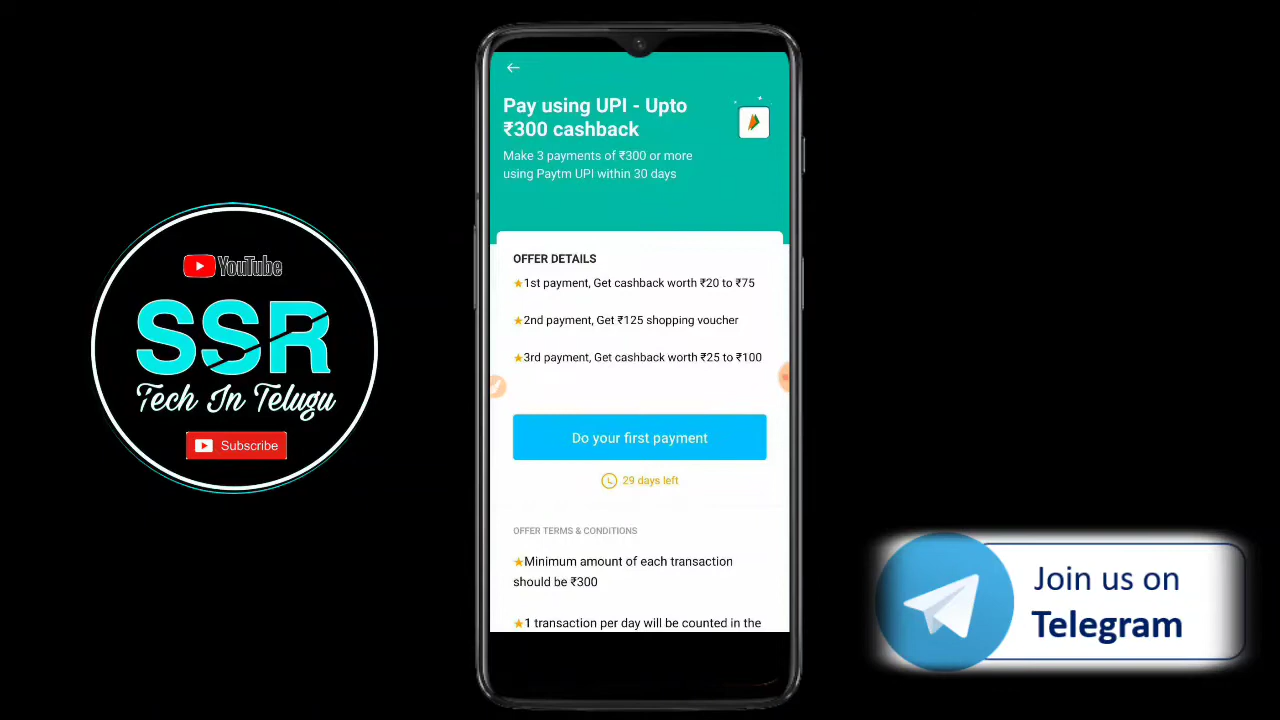 YouTube
SSR
Tech In Telugu
Subscribe
Pay using UPI - Upto
₹300 cashback
Make 3 payments of ₹300 or more
using Paytm UPI within 30 days
OFFER DETAILS
★1st payment, Get cashback worth ₹20 to ₹75
★2nd payment, Get ₹125 shopping voucher
★3rd payment, Get cashback worth ₹25 to ₹100
Do your first payment
29 days left
OFFER TERMS & CONDITIONS
★Minimum amount of each transaction
should be ₹300
★1 transaction per day will be counted in the
Join us on
Telegram